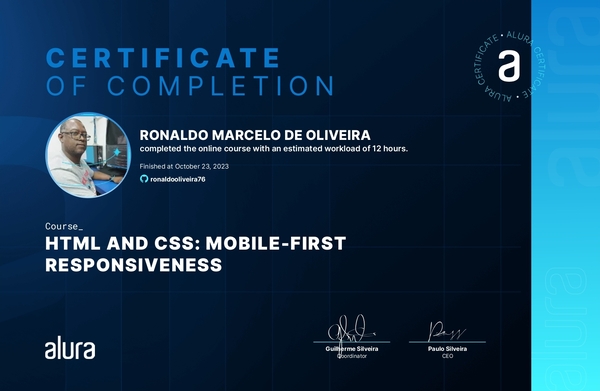 CERTIFICATE
OF COMPLETION
ALURA CERTIFICATE • ALURA CERTIFICATE •
a
RONALDO MARCELO DE OLIVEIRA
completed the online course with an estimated workload of 12 hours.
Finished at October 23, 2023
ronaldooliveira76
Course_
HTML AND CSS: MOBILE-FIRST
RESPONSIVENESS
alura
Guilherme Silveira
Coordinator
Paulo Silveira
CEO
alura
alura